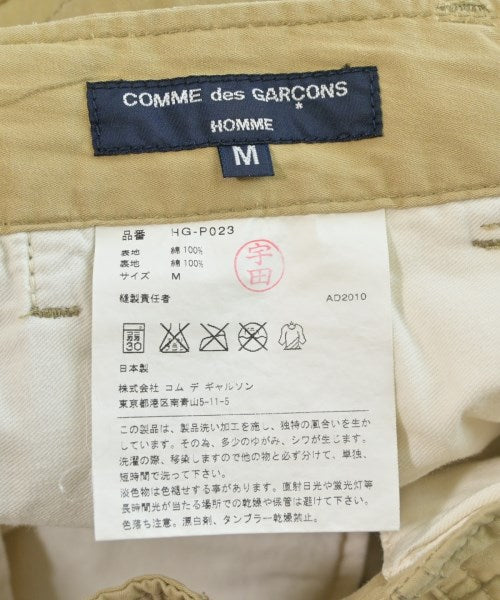 COMME des GARÇONS
HOMME
M
品番 HG-P023
表地 綿100%
裏地 綿100%
サイズ M
宇田
縫製責任者 AD2010
30
日本製
株式会社 コム デ ギャルソン
東京都港区南青山5-11-5
この製品は、製品洗い加工を施し、独特の風合いを生か
しています。その為、多少のゆがみ、シワが生じます。
洗濯の際、移染しますので他の物と必ず分けて、単独、
短時間で洗って下さい。
淡色物は色褪せする事があります。直射日光や蛍光灯等
長時間光が当たる場所での乾燥や保管は避けて下さい。
色落ち注意。漂白剤、タンブラー乾燥禁止。